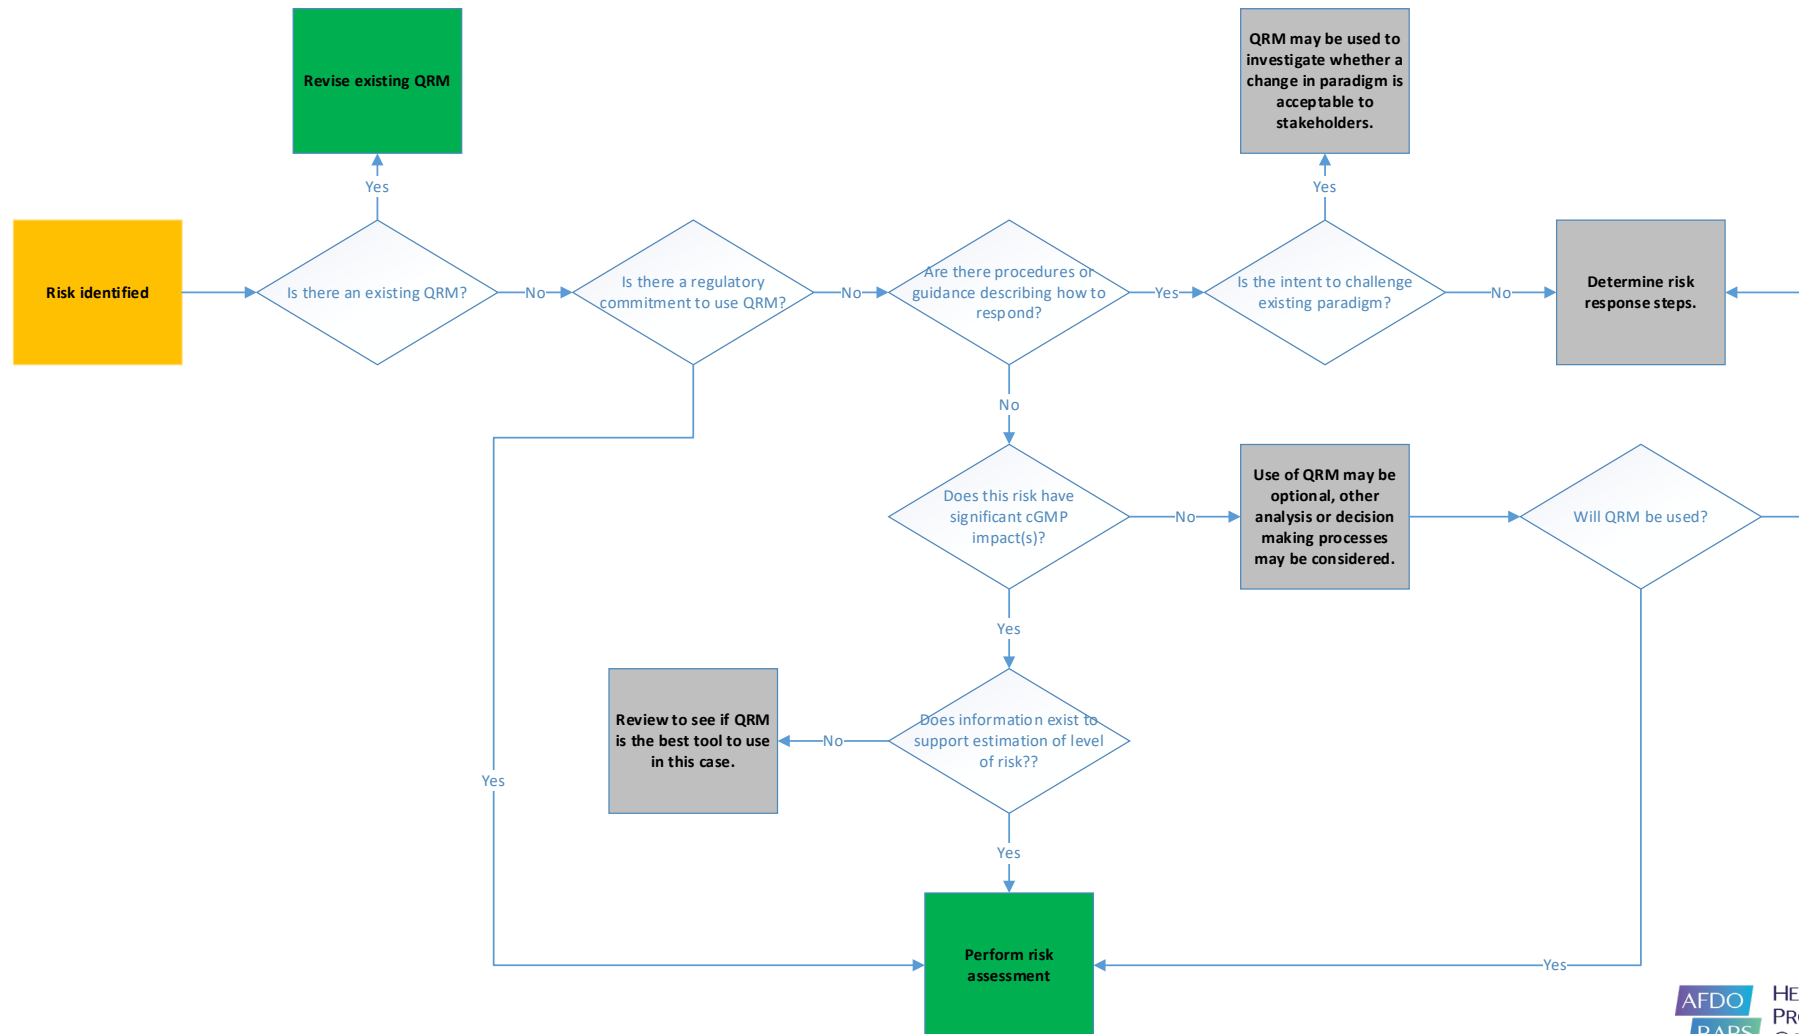 Revise existing QRM
QRM may be used to
investigate whether a
change in paradigm is
acceptable to
stakeholders.
Yes
Yes
Risk identified
Is there an existing QRM?
No
Is there a regulatory
commitment to use QRM?
No
Are there procedures or
guidance describing how to
respond?
Yes
Is the intent to challenge
existing paradigm?
No
Determine risk
response steps.
No
Does this risk have
significant cGMP
impact(s)?
No
Use of QRM may be
optional, other
analysis or decision
making processes
may be considered.
Will QRM be used?
Yes
Review to see if QRM
is the best tool to use
in this case.
No
Does information exist to
support estimation of level
of risk??
Yes
Yes
Perform risk
assessment
Yes
AFDO
RAPS